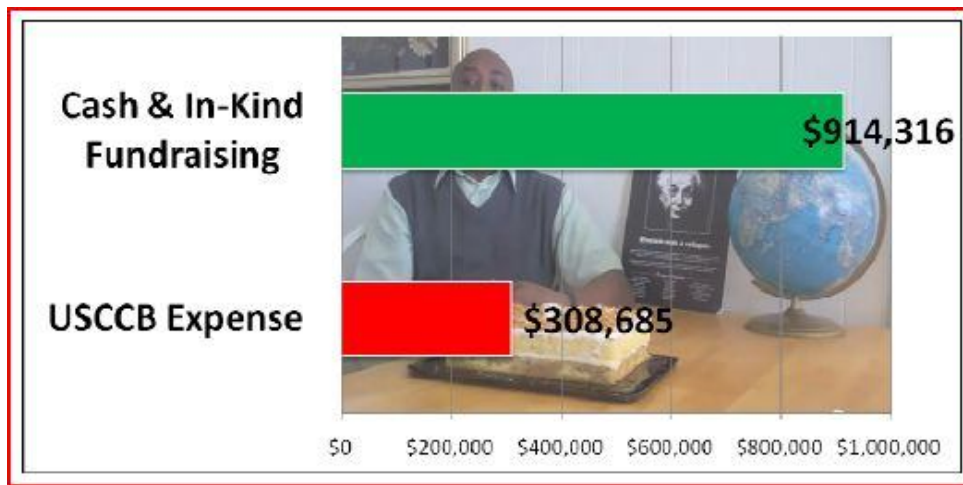 Cash & In-Kind
Fundraising
$914,316
USCCB Expense
$308,685
$0 $200,000 $400,000 $600,000 $800,000 $1,000,000